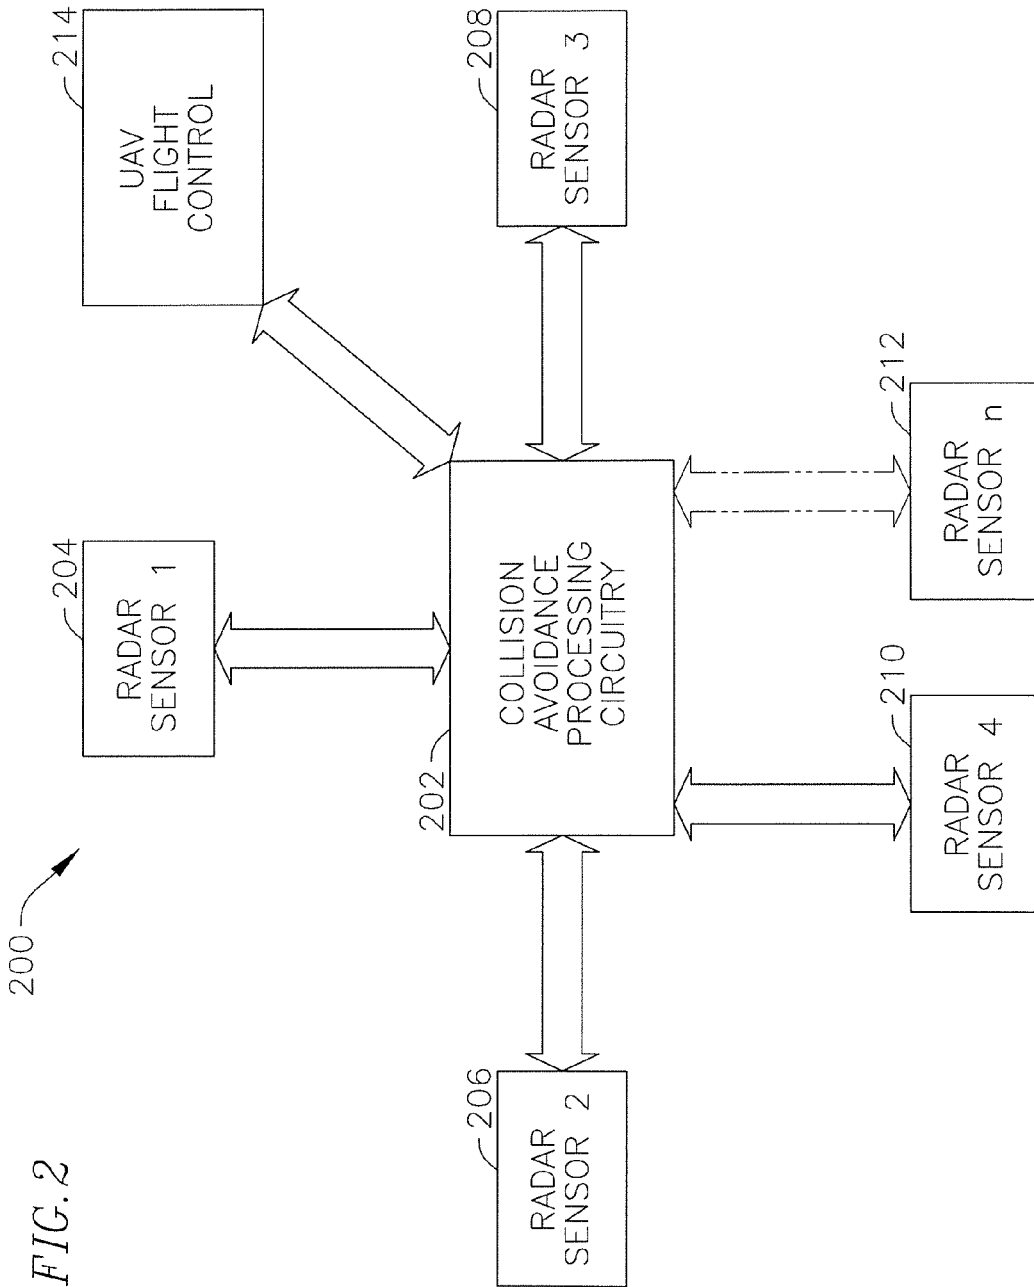 FIG. 2
200
206
RADAR
SENSOR 2
204
RADAR
SENSOR 1
202
COLLISION
AVOIDANCE
PROCESSING
CIRCUITRY
210
RADAR
SENSOR 4
214
UAV
FLIGHT
CONTROL
208
RADAR
SENSOR 3
212
RADAR
SENSOR n